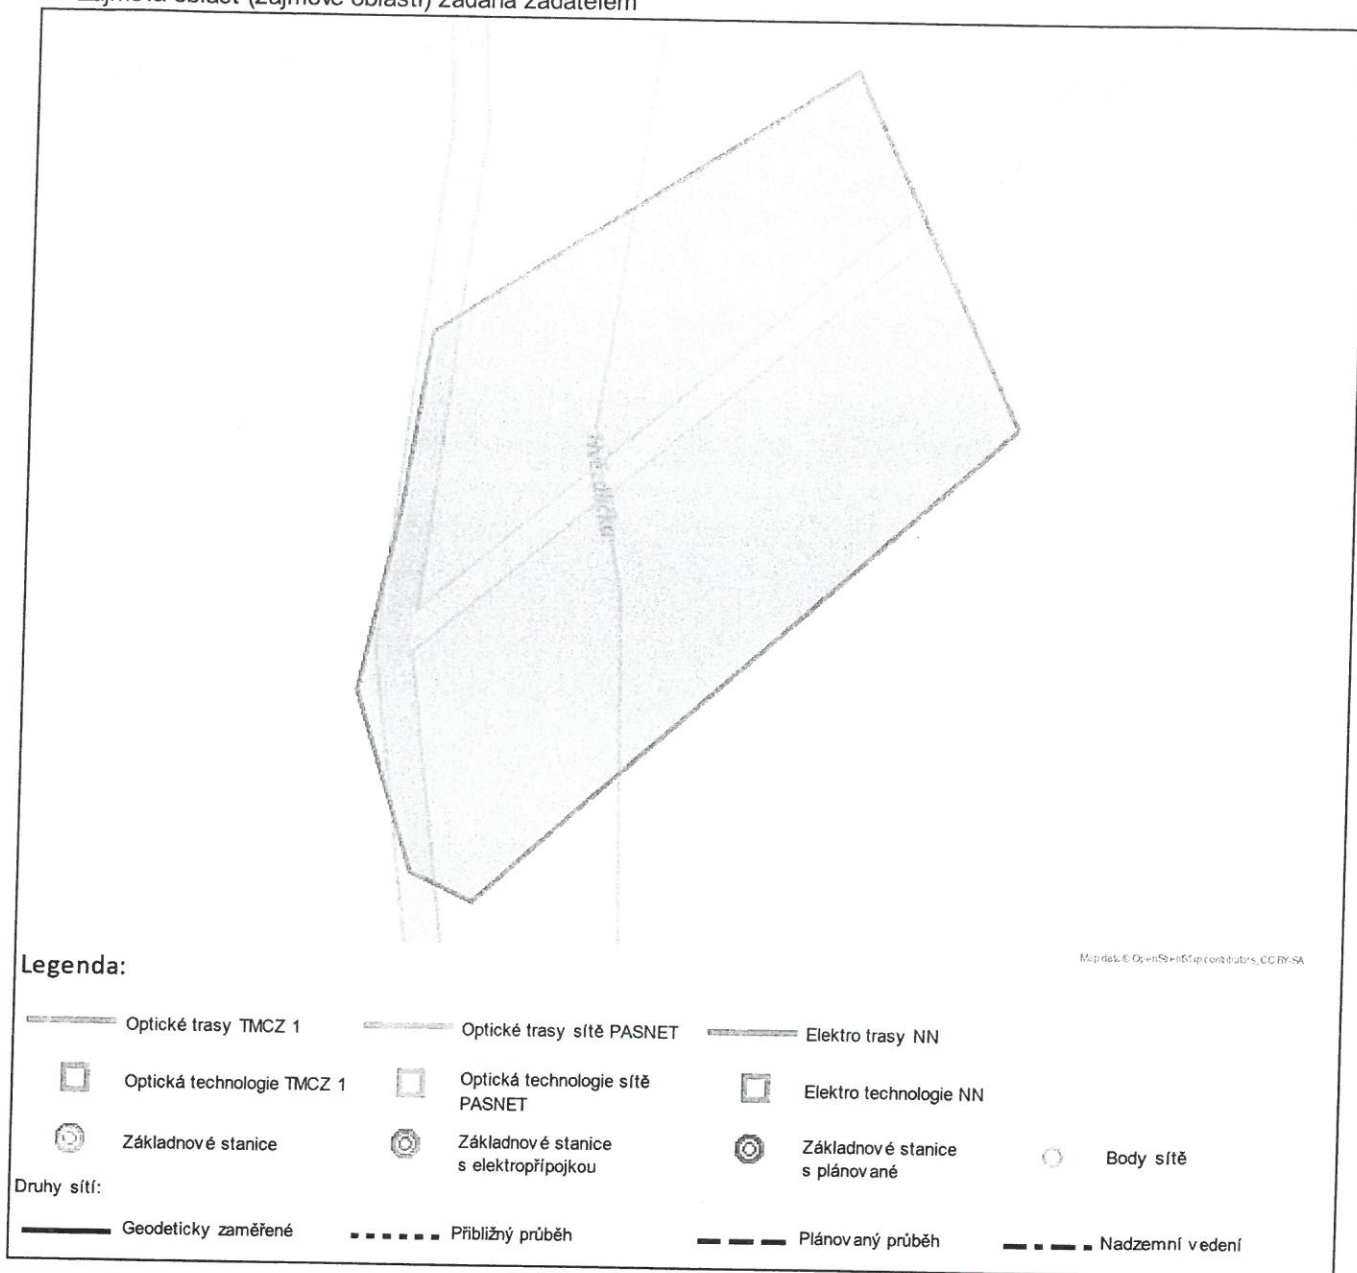 Zájmová oblast (zájmové oblasti) zadaná žadatelem
Legenda:
Map data © OpenStreetMap contributors, CC BY-SA
Optické trasy TMCZ 1
Optické trasy sítě PASNET
Elektro trasy NN
Optická technologie TMCZ 1
Optická technologie sítě
PASNET
Elektro technologie NN
Základnové stanice
Základnové stanice
s elektropřípojkou
Základnové stanice
s plánované
Body sítě
Druhy sítí:
Geodeticky zaměřené
Přibližný průběh
Plánovaný průběh
Nadzemní vedení